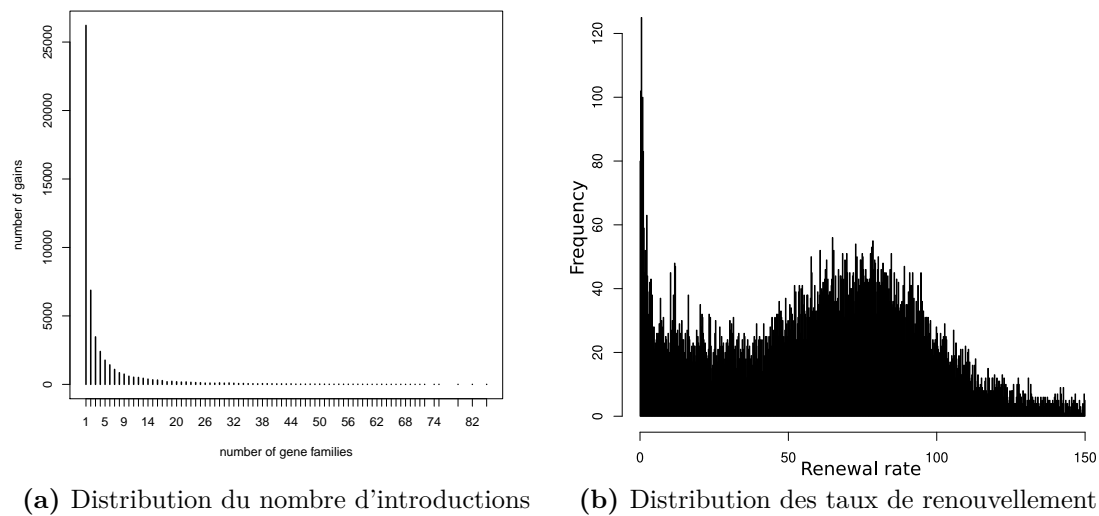 25000
20000
15000
10000
5000
0
number of gains
1 5 9 14 20 26 32 38 44 50 56 62 68 74 82
number of gene families
120
100
80
60
40
20
0
Frequency
0 50 100 150
Renewal rate
(a) Distribution du nombre d'introductions
(b) Distribution des taux de renouvellement